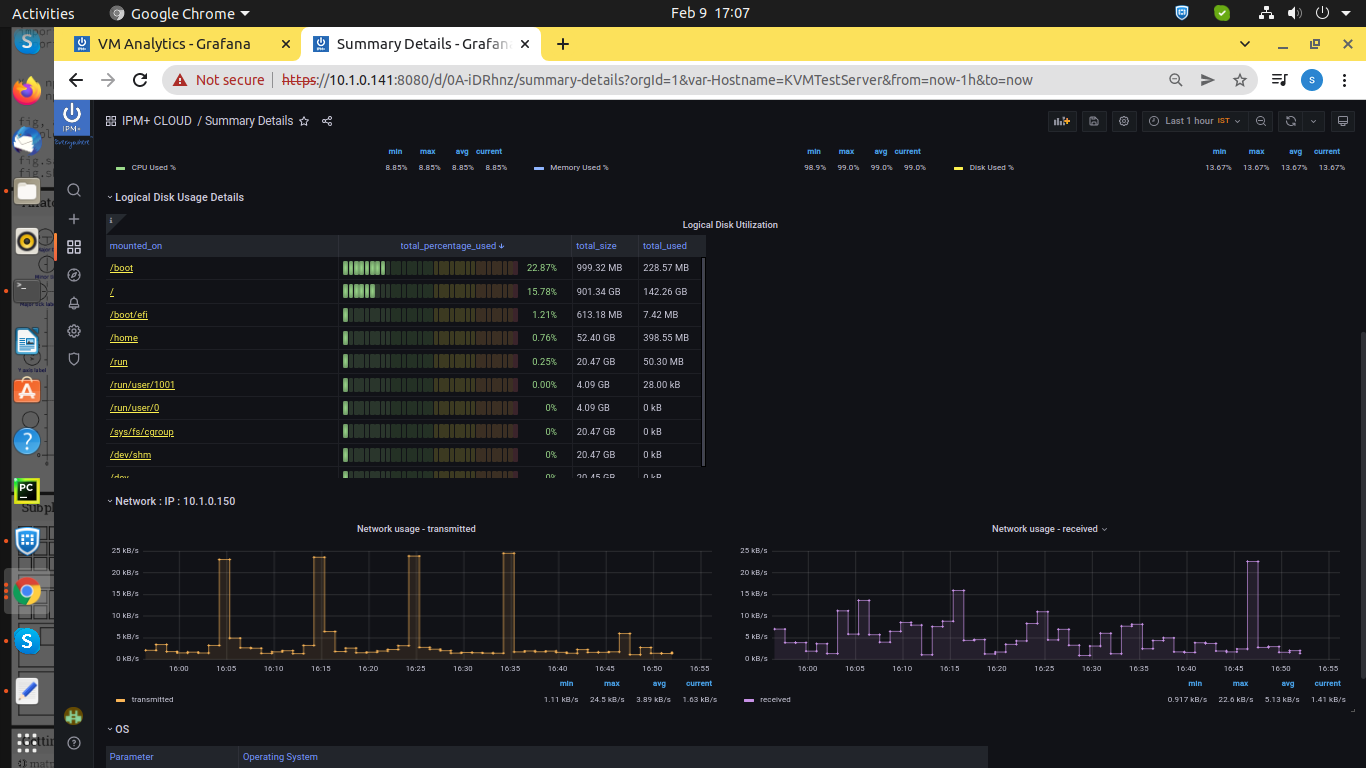 Activities Google Chrome Feb 9 17:07
VM Analytics - Grafana Summary Details - Grafan
Not secure https://10.1.0.141:8080/d/0A-iDRhnz/summary-details?orgId=1&var-Hostname=KVMTestServer&from=now-1h&to=now S
IPM+
Everywhere
IPM+ CLOUD / Summary Details Last 1 hour IST
min max avg current min max avg current min max avg current
CPU Used % 8.85% 8.85% 8.85% 8.85% Memory Used % 98.9% 99.0% 99.0% 99.0% Disk Used % 13.67% 13.67% 13.67% 13.67%
Logical Disk Usage Details
Logical Disk Utilization
mounted_on total_percentage_used total_size total_used
/boot 22.87% 999.32 MB 228.57 MB
/ 15.78% 901.34 GB 142.26 GB
/boot/efi 1.21% 613.18 MB 7.42 MB
/home 0.76% 52.40 GB 398.55 MB
/run 0.25% 20.47 GB 50.30 MB
/run/user/1001 0.00% 4.09 GB 28.00 kB
/run/user/0 0% 4.09 GB 0 kB
/sys/fs/cgroup 0% 20.47 GB 0 kB
/dev/shm 0% 20.47 GB 0 kB
/dev 0% 20.45 GB 0 kB
Network : IP : 10.1.0.150
Network usage - transmitted Network usage - received
25 kB/s 25 kB/s
20 kB/s 20 kB/s
15 kB/s 15 kB/s
10 kB/s 10 kB/s
5 kB/s 5 kB/s
0 kB/s 0 kB/s
16:00 16:05 16:10 16:15 16:20 16:25 16:30 16:35 16:40 16:45 16:50 16:55 16:00 16:05 16:10 16:15 16:20 16:25 16:30 16:35 16:40 16:45 16:50 16:55
min max avg current min max avg current
transmitted 1.11 kB/s 24.5 kB/s 3.89 kB/s 1.63 kB/s received 0.917 kB/s 22.6 kB/s 5.13 kB/s 1.41 kB/s
OS
Parameter Operating System